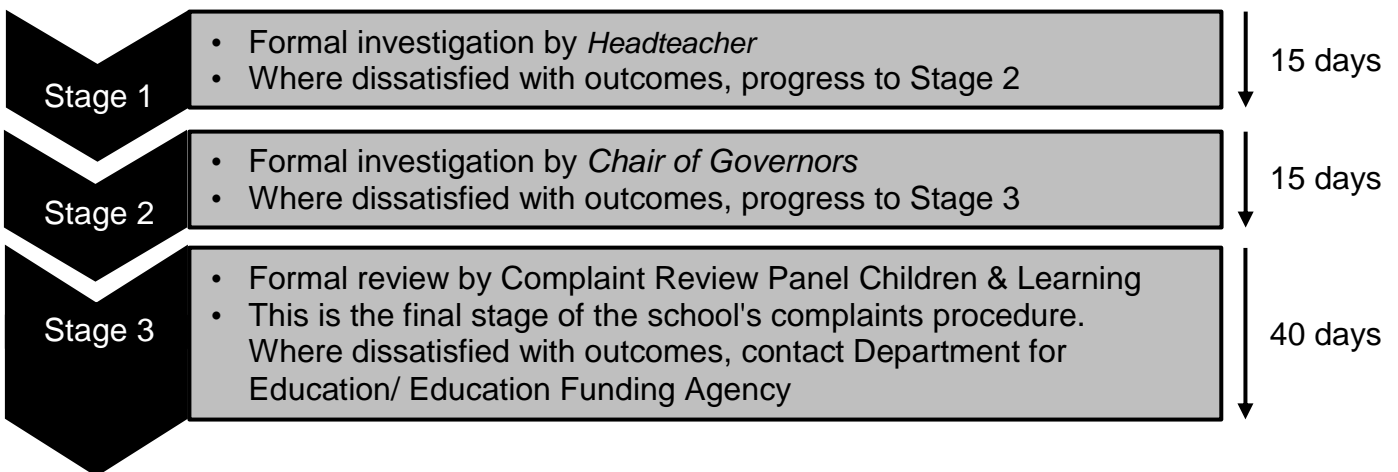 Stage 1
• Formal investigation by Headteacher
• Where dissatisfied with outcomes, progress to Stage 2
15 days
Stage 2
• Formal investigation by Chair of Governors
• Where dissatisfied with outcomes, progress to Stage 3
15 days
Stage 3
• Formal review by Complaint Review Panel Children & Learning
• This is the final stage of the school's complaints procedure.
Where dissatisfied with outcomes, contact Department for
Education/ Education Funding Agency
40 days